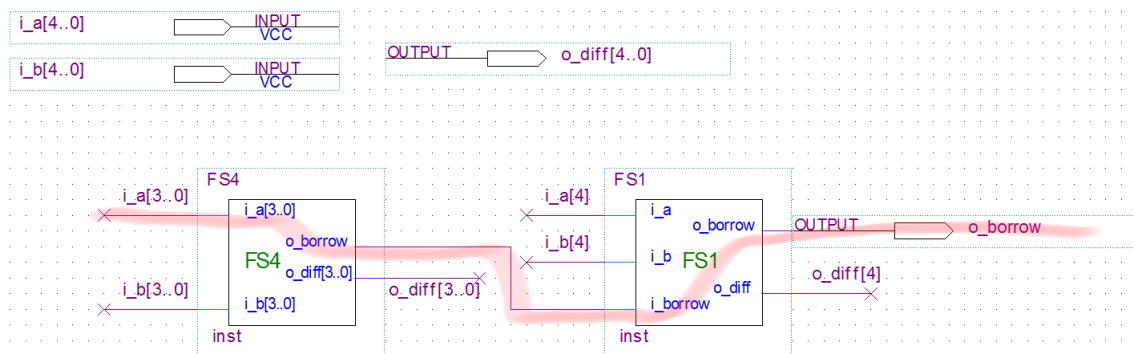 i_a[4..0] INPUT
VCC
OUTPUT o_diff[4..0]
i_b[4..0] INPUT
VCC
FS4 FS1
i_a[3..0] i_a[3..0] i_a[4] i_a
o_borrow o_borrow OUTPUT o_borrow
i_b[4] i_b
FS4 FS1
o_diff[3..0] o_diff[3..0] o_diff o_diff[4]
i_b[3..0] i_b[3..0] i_borrow
inst inst